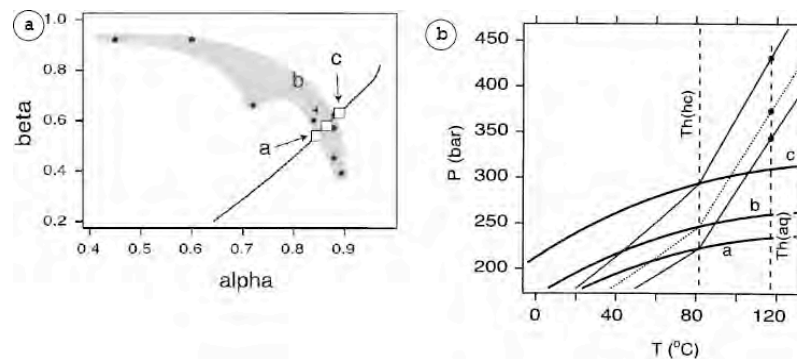 a
1.0
0.8
0.6
0.4
0.2
beta
b
c
a
0.4 0.5 0.6 0.7 0.8 0.9
alpha
b
450
400
350
300
250
200
P (bar)
Th(hc)
Th(aq)
c
b
a
0 40 80 120
T (°C)